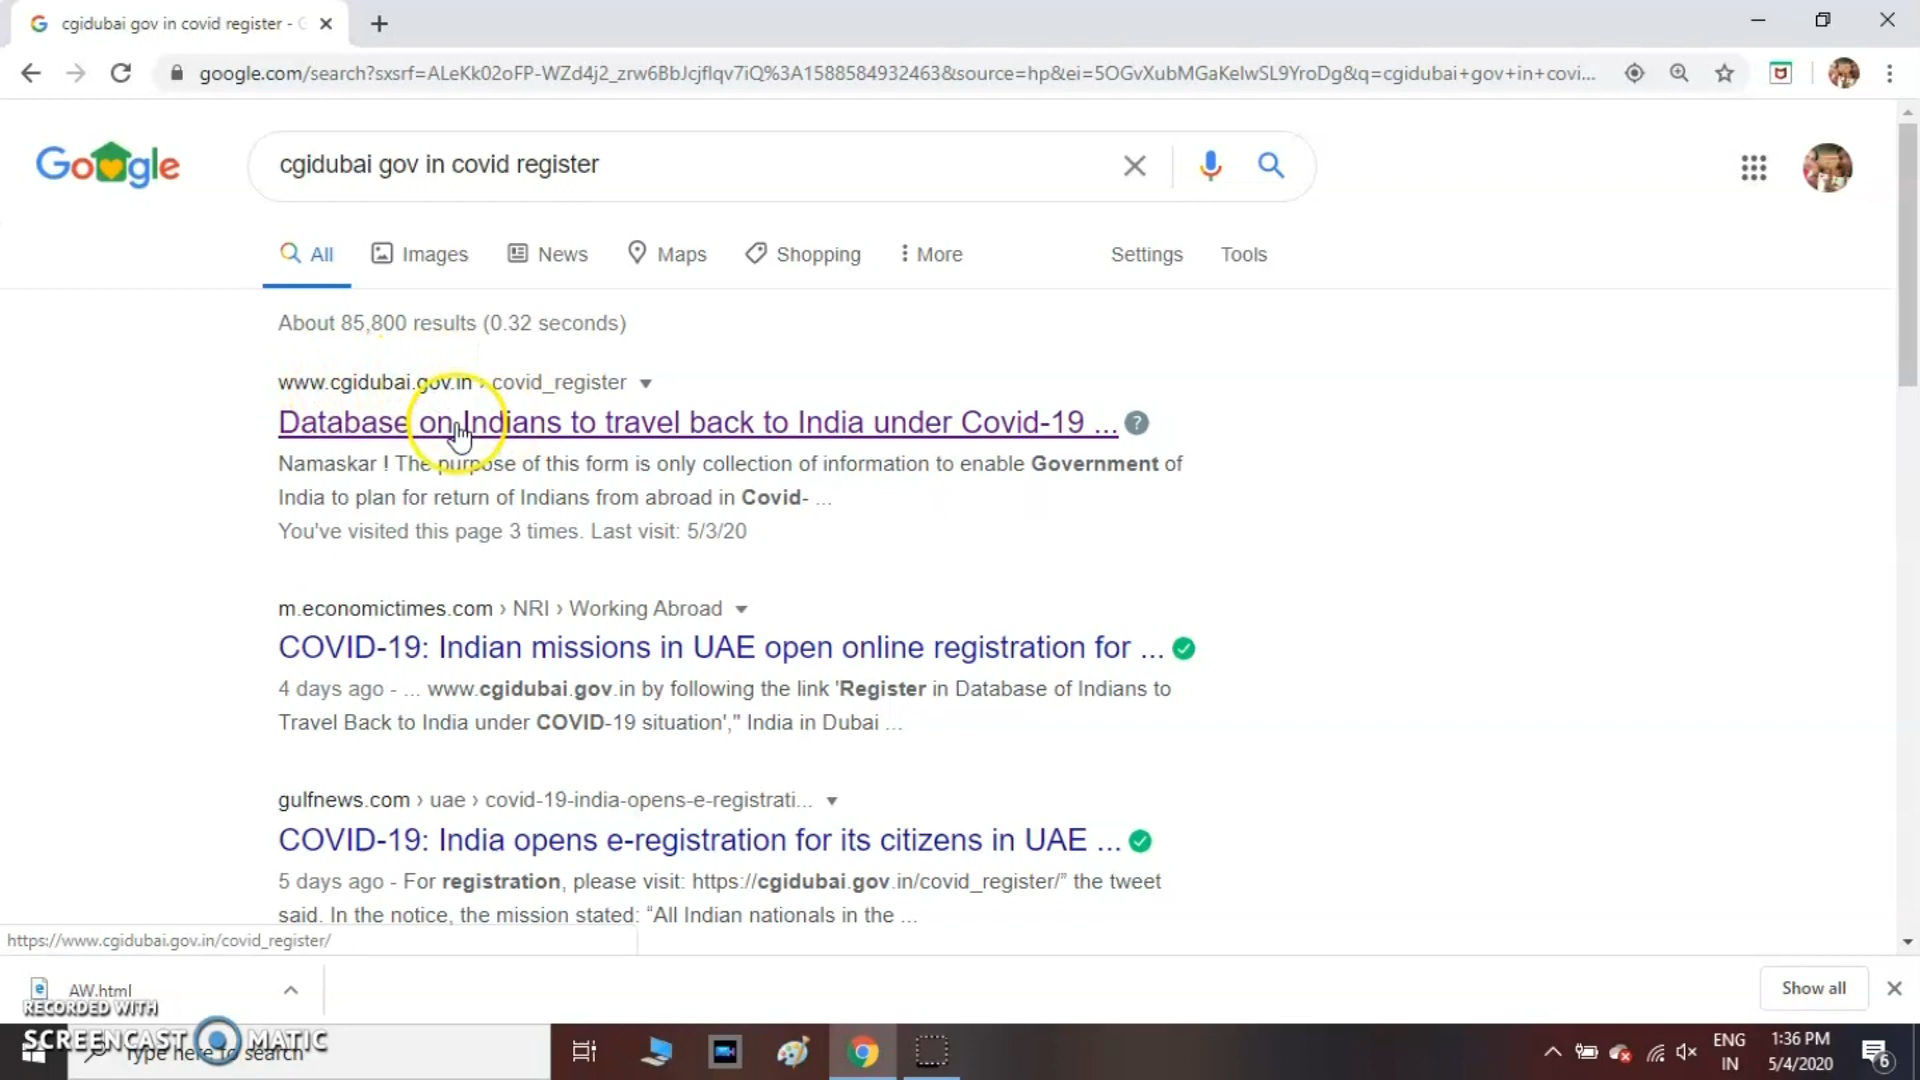 cgidubai gov in covid register -
google.com/search?sxsrf=ALeKk02oFP-WZd4j2_zrw6BbJcjflqv7iQ%3A1588584932463&source=hp&ei=5OGvXubMGaKelwSL9YroDg&q=cgidubai+gov+in+covi...
Google
cgidubai gov in covid register
All Images News Maps Shopping More Settings Tools
About 85,800 results (0.32 seconds)
www.cgidubai.gov.in › covid_register
Database on Indians to travel back to India under Covid-19 ...
Namaskar ! The purpose of this form is only collection of information to enable Government of
India to plan for return of Indians from abroad in Covid- ...
You've visited this page 3 times. Last visit: 5/3/20
m.economictimes.com › NRI › Working Abroad
COVID-19: Indian missions in UAE open online registration for ...
4 days ago - ... www.cgidubai.gov.in by following the link 'Register in Database of Indians to
Travel Back to India under COVID-19 situation'," India in Dubai ...
gulfnews.com › uae › covid-19-india-opens-e-registrati...
COVID-19: India opens e-registration for its citizens in UAE ...
5 days ago - For registration, please visit: https://cgidubai.gov.in/covid_register/” the tweet
said. In the notice, the mission stated: “All Indian nationals in the ...
https://www.cgidubai.gov.in/covid_register/
AW.html
Show all
RECORDED WITH
SCREENCAST MATIC
Type here to search
ENG
IN
1:36 PM
5/4/2020
6